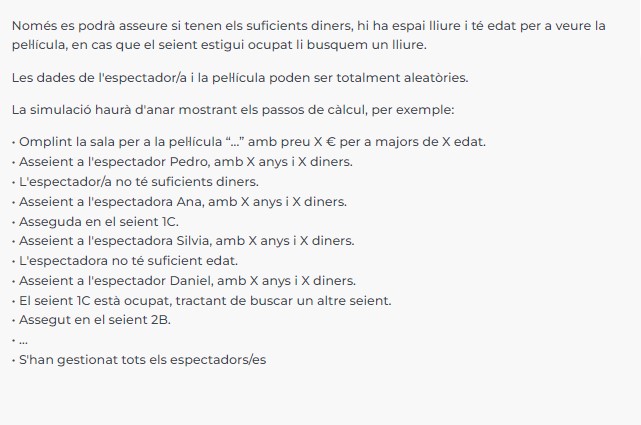 Només es podrà asseure si tenen els suficients diners, hi ha espai lliure i té edat per a veure la
pel·lícula, en cas que el seient estigui ocupat li busquem un lliure.
Les dades de l'espectador/a i la pel·lícula poden ser totalment aleatòries.
La simulació haurà d'anar mostrant els passos de càlcul, per exemple:
• Omplint la sala per a la pel·lícula “...” amb preu X € per a majors de X edat.
• Asseient a l'espectador Pedro, amb X anys i X diners.
• L'espectador/a no té suficients diners.
• Asseient a l'espectadora Ana, amb X anys i X diners.
• Asseguda en el seient 1C.
• Asseient a l'espectadora Silvia, amb X anys i X diners.
• L'espectadora no té suficient edat.
• Asseient a l'espectador Daniel, amb X anys i X diners.
• El seient 1C està ocupat, tractant de buscar un altre seient.
• Assegut en el seient 2B.
• ...
• S'han gestionat tots els espectadors/es